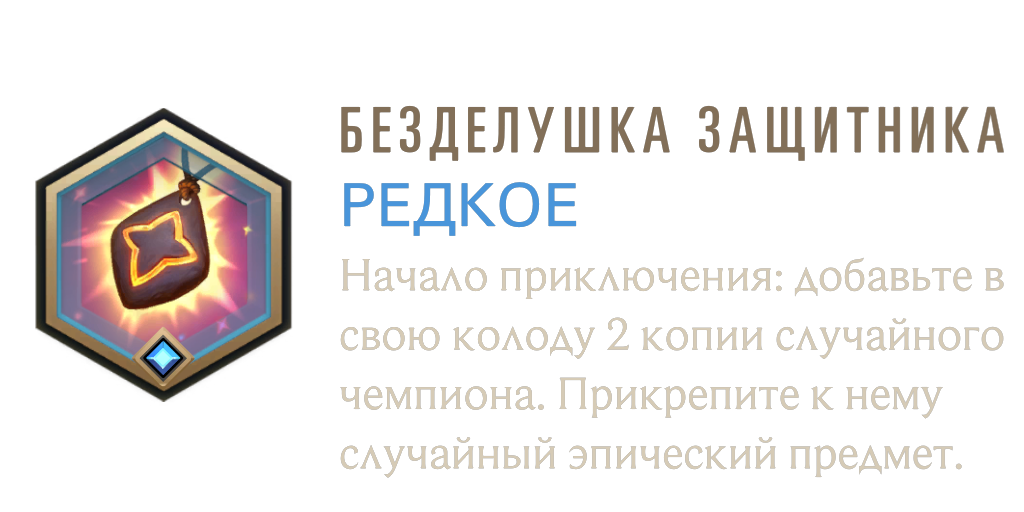 БЕЗДЕЛУШКА ЗАЩИТНИКА
РЕДКОЕ
Начало приключения: добавьте в
свою колоду 2 копии случайного
чемпиона. Прикрепите к нему
случайный эпический предмет.